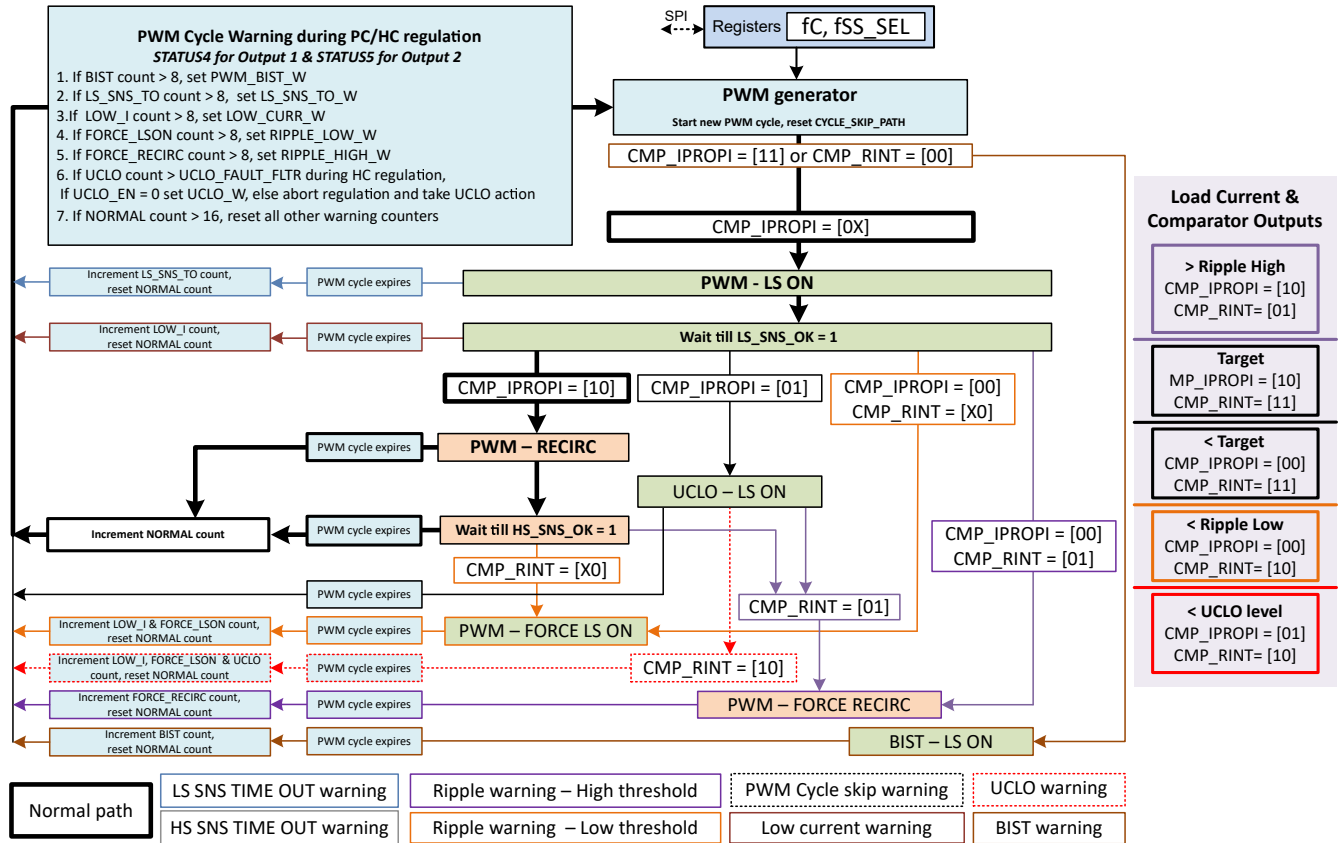 PWM Cycle Warning during PC/HC regulation
STATUS4 for Output 1 & STATUS5 for Output 2
1. If BIST count > 8, set PWM_BIST_W
2. If LS_SNS_TO count > 8, set LS_SNS_TO_W
3.If LOW_I count > 8, set LOW_CURR_W
4. If FORCE_LSON count > 8, set RIPPLE_LOW_W
5. If FORCE_RECIRC count > 8, set RIPPLE_HIGH_W
6. If UCLO count > UCLO_FAULT_FLTR during HC regulation,
If UCLO_EN = 0 set UCLO_W, else abort regulation and take UCLO action
7. If NORMAL count > 16, reset all other warning counters
SPI
Registers
fC, fSS_SEL
PWM generator
Start new PWM cycle, reset CYCLE_SKIP_PATH
CMP_IPROPI = [11] or CMP_RINT = [00]
CMP_IPROPI = [0X]
Increment LS_SNS_TO count,
reset NORMAL count
PWM cycle expires
PWM - LS ON
Increment LOW_I count,
reset NORMAL count
PWM cycle expires
Wait till LS_SNS_OK = 1
CMP_IPROPI = [10]
CMP_IPROPI = [01]
CMP_IPROPI = [00]
CMP_RINT = [X0]
PWM cycle expires
PWM – RECIRC
UCLO – LS ON
Increment NORMAL count
PWM cycle expires
Wait till HS_SNS_OK = 1
CMP_IPROPI = [00]
CMP_RINT = [01]
CMP_RINT = [X0]
PWM cycle expires
CMP_RINT = [01]
Increment LOW_I & FORCE_LSON count,
reset NORMAL count
PWM cycle expires
PWM – FORCE LS ON
Increment LOW_I, FORCE_LSON & UCLO
count, reset NORMAL count
PWM cycle expires
CMP_RINT = [10]
Increment FORCE_RECIRC count,
reset NORMAL count
PWM cycle expires
PWM – FORCE RECIRC
Increment BIST count,
reset NORMAL count
PWM cycle expires
BIST – LS ON
Load Current &
Comparator Outputs
> Ripple High
CMP_IPROPI = [10]
CMP_RINT= [01]
Target
MP_IPROPI = [10]
CMP_RINT= [11]
< Target
CMP_IPROPI = [00]
CMP_RINT= [11]
< Ripple Low
CMP_IPROPI = [00]
CMP_RINT= [10]
< UCLO level
CMP_IPROPI = [01]
CMP_RINT= [10]
Normal path
LS SNS TIME OUT warning
Ripple warning – High threshold
PWM Cycle skip warning
UCLO warning
HS SNS TIME OUT warning
Ripple warning – Low threshold
Low current warning
BIST warning